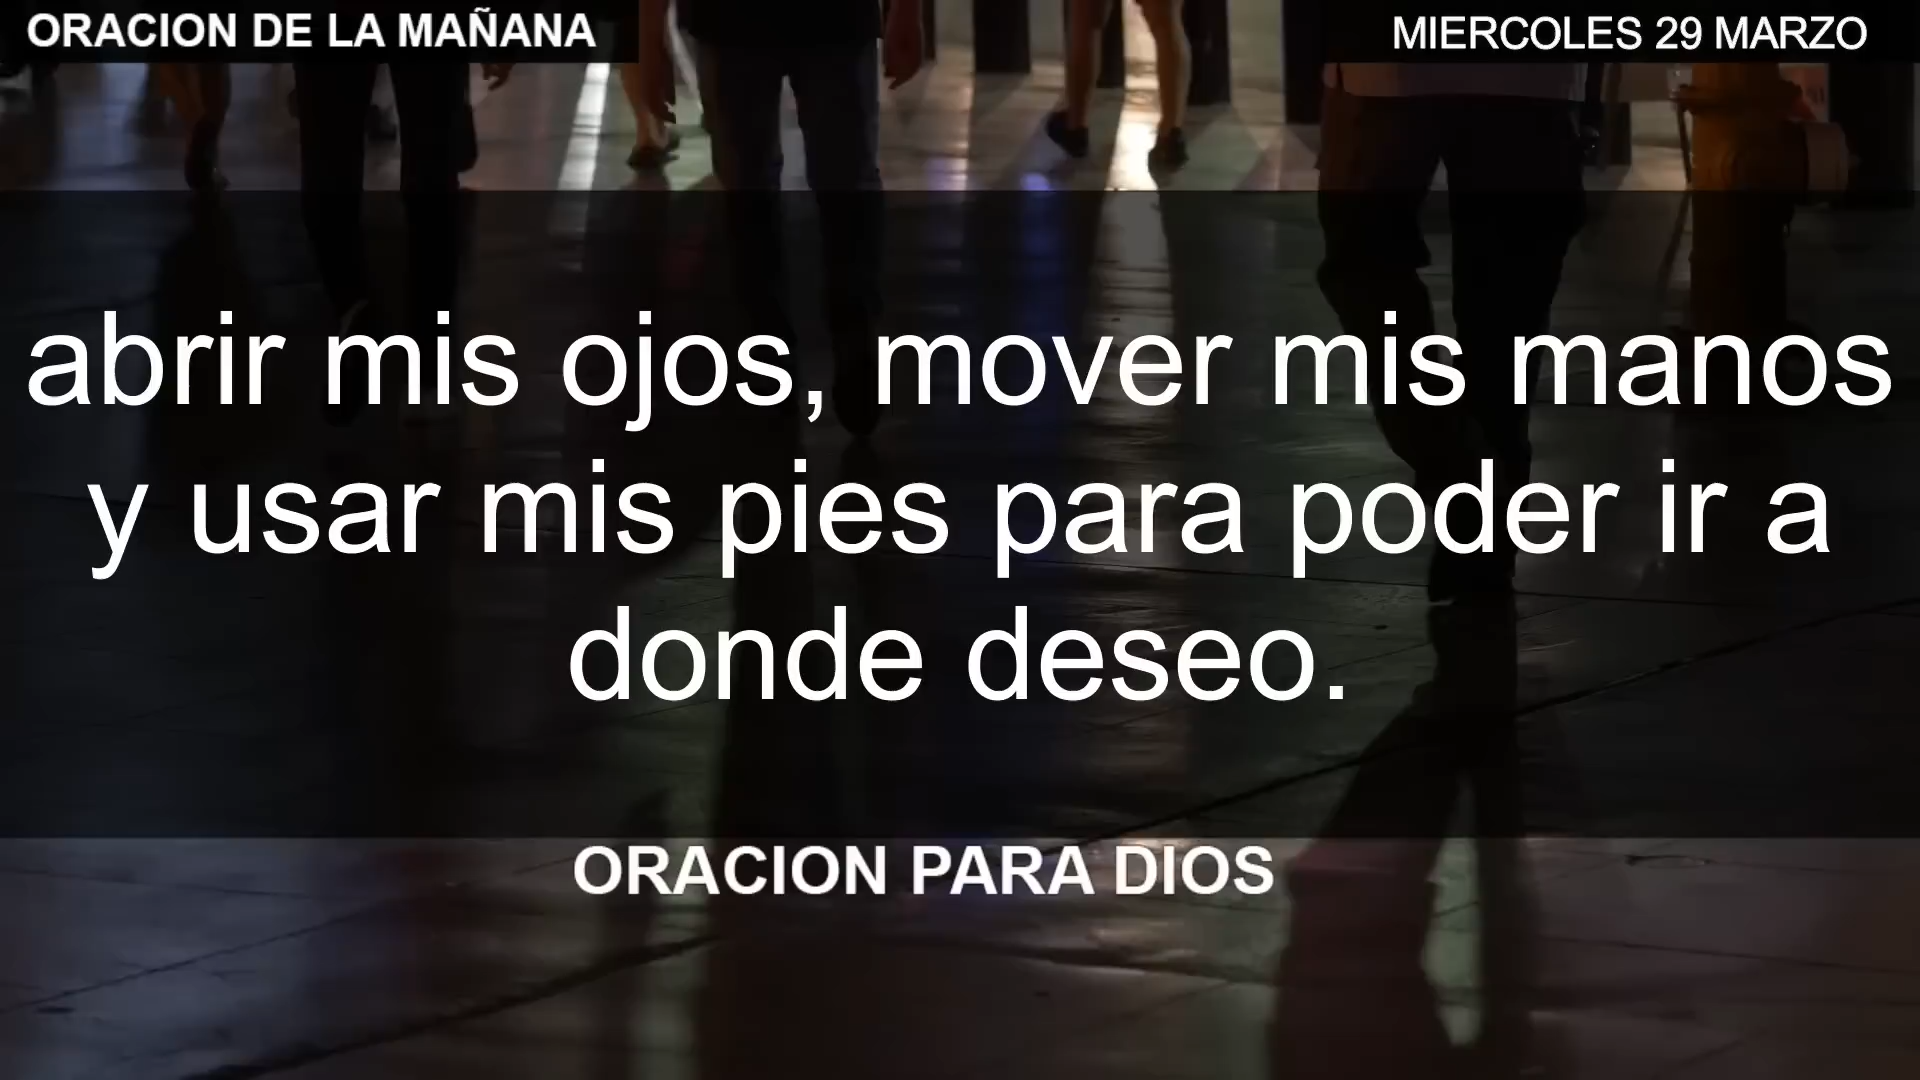 ORACION DE LA MAÑANA
MIERCOLES 29 MARZO
abrir mis ojos, mover mis manos
y usar mis pies para poder ir a
donde deseo.
ORACION PARA DIOS